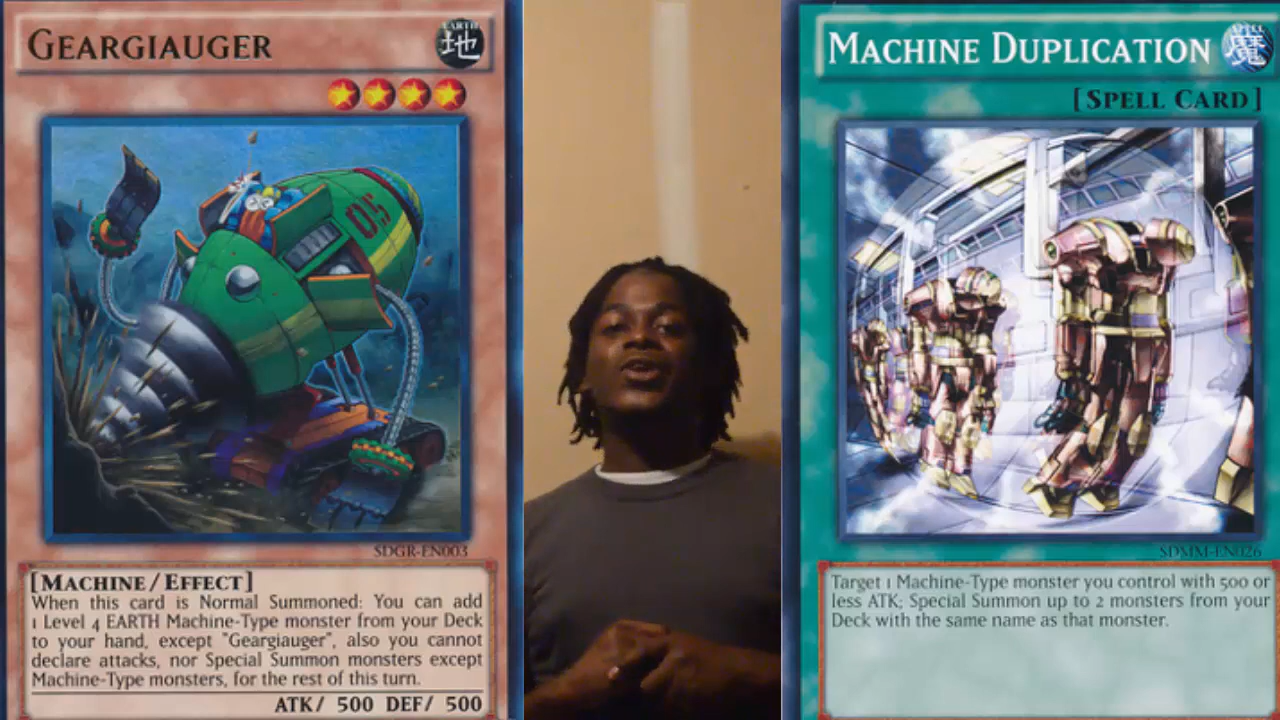 GEARGIAUGER
EARTH
地
05
SDGR-EN003
[MACHINE/EFFECT]
When this card is Normal Summoned: You can add
1 Level 4 EARTH Machine-Type monster from your Deck
to your hand, except "Geargiauger", also you cannot
declare attacks, nor Special Summon monsters except
Machine-Type monsters, for the rest of this turn.
ATK/ 500 DEF/ 500
MACHINE DUPLICATION
SPELL
魔
[SPELL CARD]
SDMM-EN026
Target 1 Machine-Type monster you control with 500 or
less ATK; Special Summon up to 2 monsters from your
Deck with the same name as that monster.